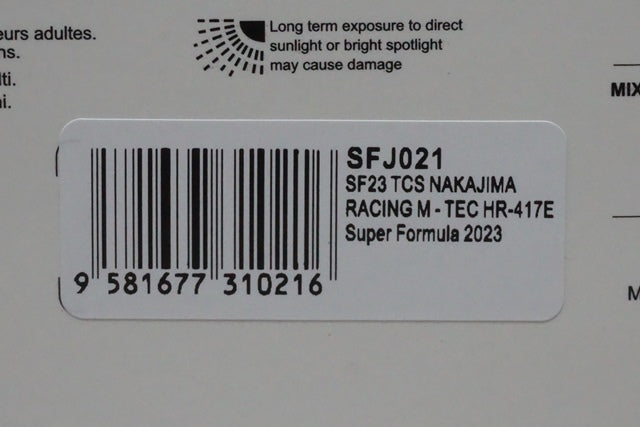 eurs adultes.
ns.
lti.
ni.
Long term exposure to direct
sunlight or bright spotlight
may cause damage
MIX
SFJ021
SF23 TCS NAKAJIMA
RACING M - TEC HR-417E
Super Formula 2023
9 581677 310216
M